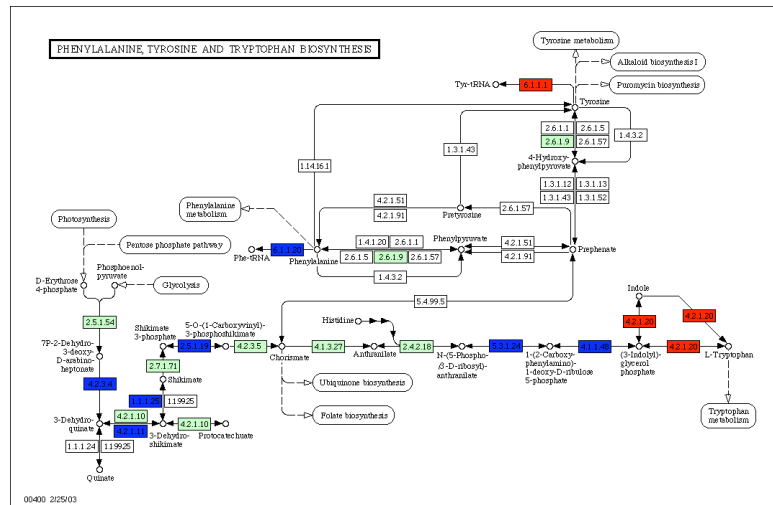 PHENYLALANINE, TYROSINE AND TRYPTOPHAN BIOSYNTHESIS
Tyrosine metabolism
Alkaloid biosynthesis I
Puromycin biosynthesis
Tyr-tRNA
6.1.1.1
Tyrosine
2.6.1.1
2.6.1.5
2.6.1.9
2.6.1.57
1.4.3.2
4-Hydroxy-
phenylpyruvate
1.14.16.1
1.3.1.43
1.3.1.12
1.3.1.13
1.3.1.43
1.3.1.52
Phenylalanine
metabolism
4.2.1.51
4.2.1.91
Pretyrosine
2.6.1.57
Photosynthesis
Pentose phosphate pathway
Phe-tRNA
6.1.1.20
Phenylalanine
1.4.1.20
2.6.1.1
2.6.1.5
2.6.1.9
2.6.1.57
1.4.3.2
Phenylpyruvate
4.2.1.51
4.2.1.91
Prephenate
D-Erythrose
4-phosphate
Phosphoenol-
pyruvate
Glycolysis
5.4.99.5
Indole
2.5.1.54
Shikimate
3-phosphate
5-O-(1-Carboxyvinyl)-
3-phosphoshikimate
Histidine
4.2.1.20
4.2.1.20
7P-2-Dehydro-
3-deoxy-
D-arabino-
heptonate
2.5.1.19
4.2.3.5
Chorismate
4.1.3.27
Anthranilate
2.4.2.18
N-(5-Phospho-
β-D-ribosyl)-
anthranilate
5.3.1.24
1-(2-Carboxy-
phenylamino)-
1-deoxy-D-ribulose
5-phosphate
4.1.1.48
(3-Indolyl)-
glycerol
phosphate
4.2.1.20
L-Tryptophan
2.7.1.71
Shikimate
4.2.3.4
1.1.1.25
1.1.99.25
Ubiquinone biosynthesis
Folate biosynthesis
Tryptophan
metabolism
3-Dehydro-
quinate
4.2.1.10
4.2.1.11
3-Dehydro-
shikimate
4.2.1.10
Protocatechuate
1.1.1.24
1.1.99.25
Quinate
00400 2/25/03